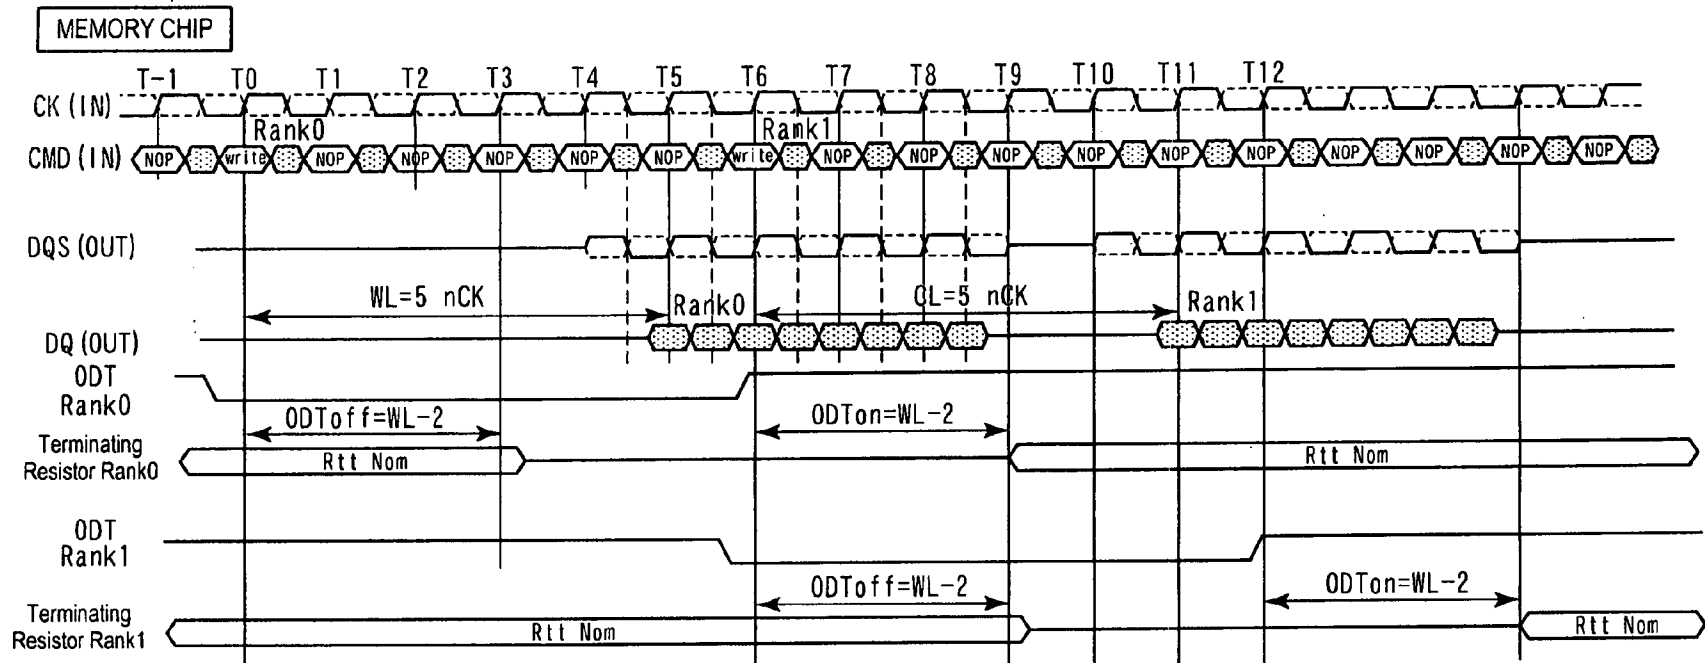 MEMORY CHIP
T-1 T0 T1 T2 T3 T4 T5 T6 T7 T8 T9 T10 T11 T12
CK (IN)
Rank0 Ramk1
CMD (IN) NOP write NOP NOP NOP NOP NOP write NOP NOP NOP NOP NOP NOP NOP NOP NOP NOP
DQS (OUT)
WL=5 nCK Rank0 CL=5 nCK Rank1
DQ (OUT)
ODT
Rank0
ODToff=WL-2 ODTon=WL-2
Terminating
Resistor Rank0
Rtt Nom Rtt Nom
ODT
Rank1
ODToff=WL-2 ODTon=WL-2
Terminating
Resistor Rank1
Rtt Nom Rtt Nom